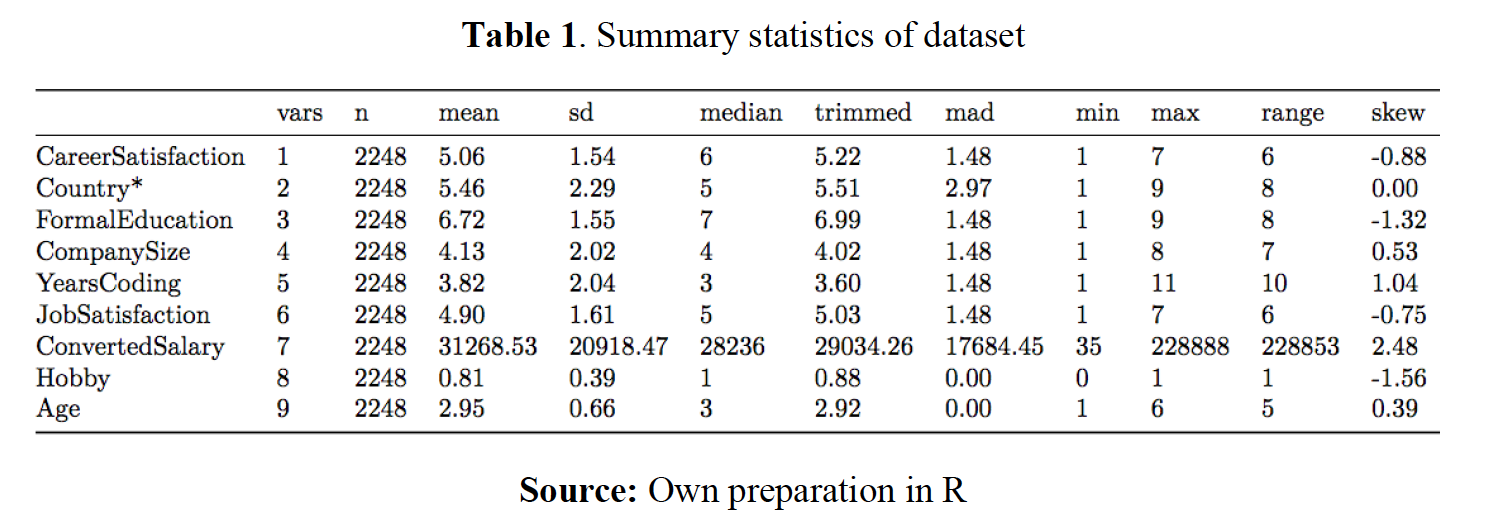 Table 1. Summary statistics of dataset
vars n mean sd median trimmed mad min max range skew
CareerSatisfaction 1 2248 5.06 1.54 6 5.22 1.48 1 7 6 -0.88
Country* 2 2248 5.46 2.29 5 5.51 2.97 1 9 8 0.00
FormalEducation 3 2248 6.72 1.55 7 6.99 1.48 1 9 8 -1.32
CompanySize 4 2248 4.13 2.02 4 4.02 1.48 1 8 7 0.53
YearsCoding 5 2248 3.82 2.04 3 3.60 1.48 1 11 10 1.04
JobSatisfaction 6 2248 4.90 1.61 5 5.03 1.48 1 7 6 -0.75
ConvertedSalary 7 2248 31268.53 20918.47 28236 29034.26 17684.45 35 228888 228853 2.48
Hobby 8 2248 0.81 0.39 1 0.88 0.00 0 1 1 -1.56
Age 9 2248 2.95 0.66 3 2.92 0.00 1 6 5 0.39
Source: Own preparation in R